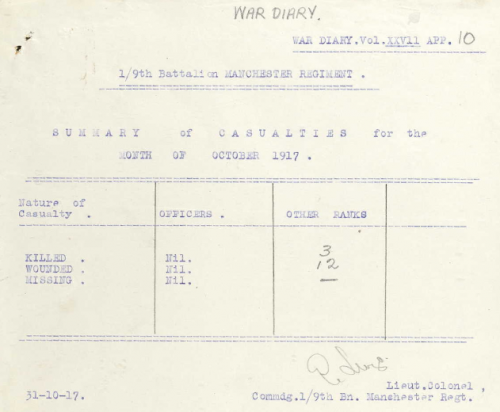 WAR DIARY.
WAR DIARY.Vol.XXVll APP. 10
1/9th Battalion MANCHESTER REGIMENT .
SUMMARY of CASUALTIES for the
MONTH OF OCTOBER 1917 .
Nature of
Casualty . OFFICERS . OTHER RANKS
KILLED . Nil. 3
WOUNDED . Nil. 12
MISSING . Nil. —
Lieut.Colonel ,
31-10-17. Commdg.1/9th Bn. Manchester Regt.